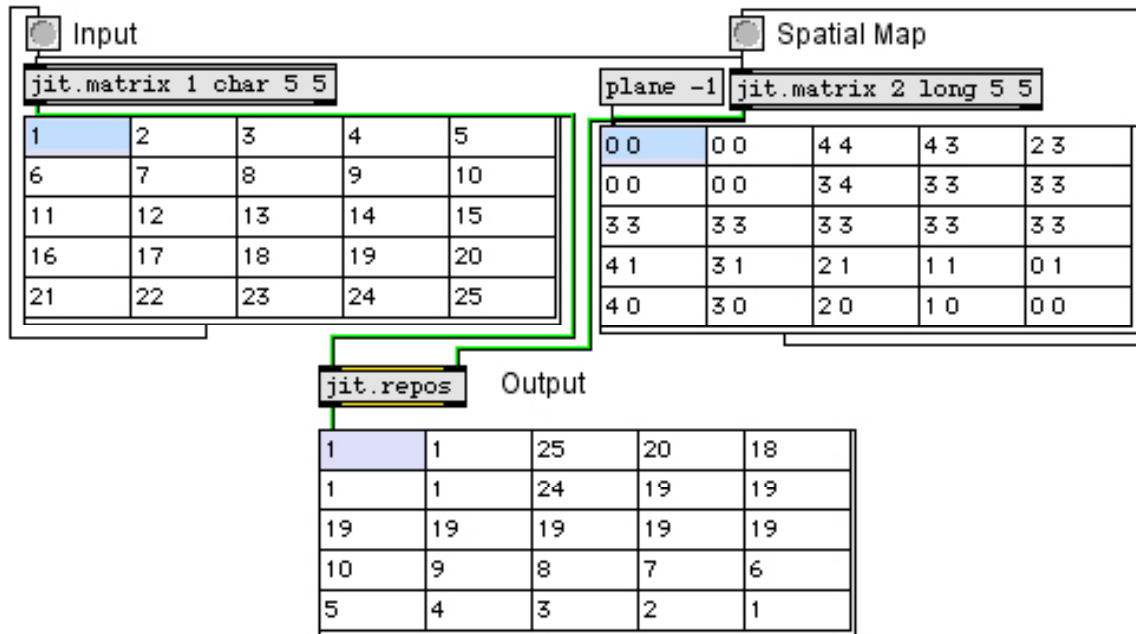 Input
Spatial Map
jit.matrix 1 char 5 5
plane -1
jit.matrix 2 long 5 5
1 2 3 4 5
6 7 8 9 10
11 12 13 14 15
16 17 18 19 20
21 22 23 24 25
0 0 0 0 4 4 4 3 2 3
0 0 0 0 3 4 3 3 3 3
3 3 3 3 3 3 3 3 3 3
4 1 3 1 2 1 1 1 0 1
4 0 3 0 2 0 1 0 0 0
jit.repos
Output
1 1 25 20 18
1 1 24 19 19
19 19 19 19 19
10 9 8 7 6
5 4 3 2 1